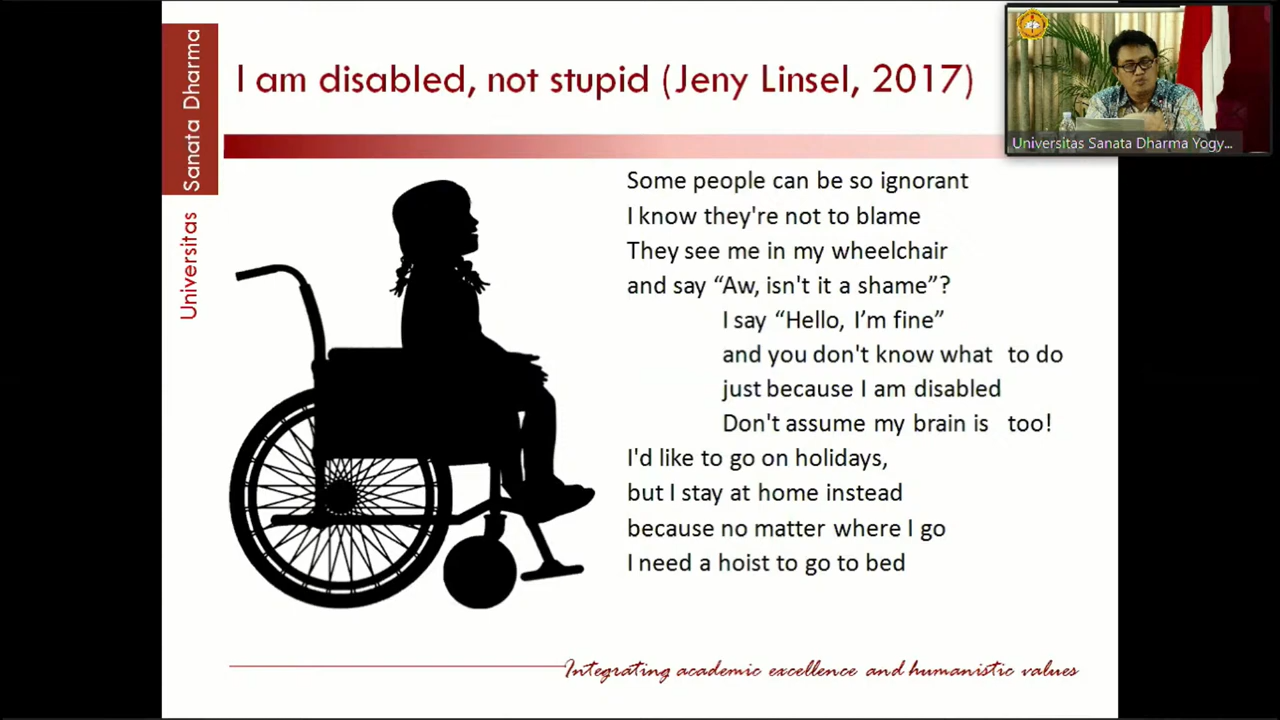 Universitas Sanata Dharma
I am disabled, not stupid (Jeny Linsel, 2017)
Universitas Sanata Dharma Yogy...
Some people can be so ignorant
I know they're not to blame
They see me in my wheelchair
and say “Aw, isn't it a shame”?
I say “Hello, I’m fine”
and you don't know what to do
just because I am disabled
Don't assume my brain is too!
I'd like to go on holidays,
but I stay at home instead
because no matter where I go
I need a hoist to go to bed
Integrating academic excellence and humanistic values